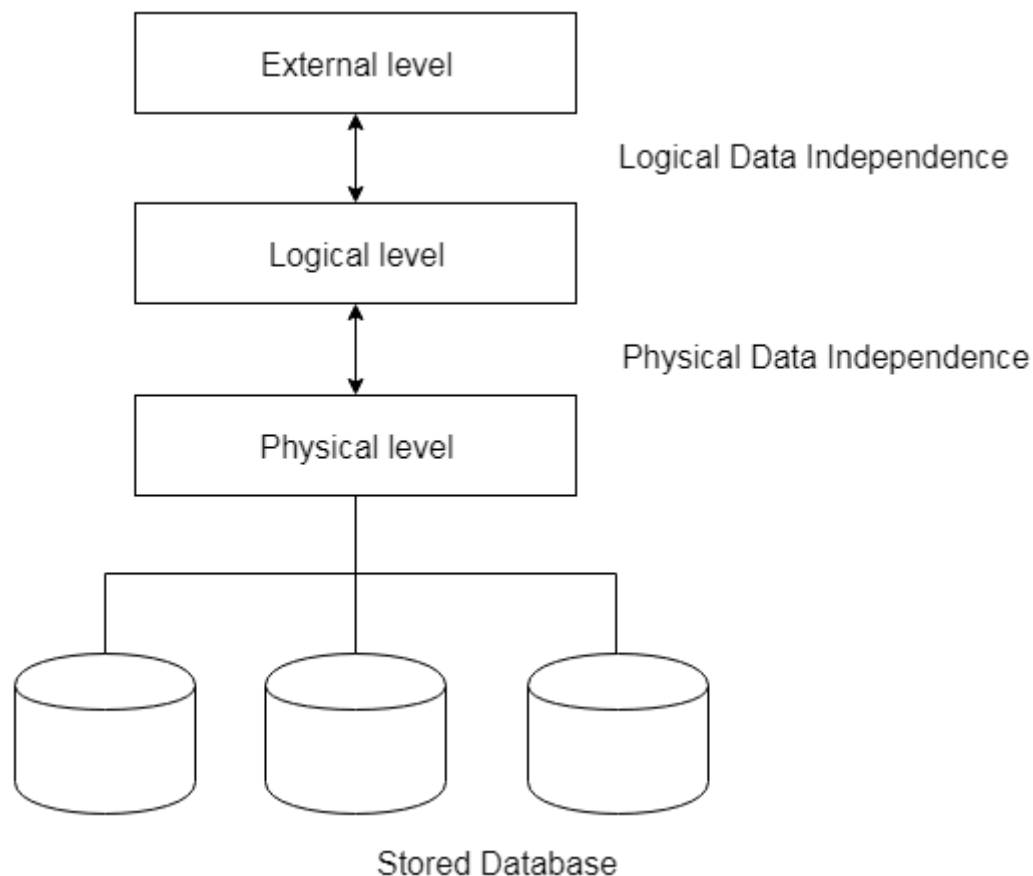 External level
Logical Data Independence
Logical level
Physical Data Independence
Physical level
Stored Database